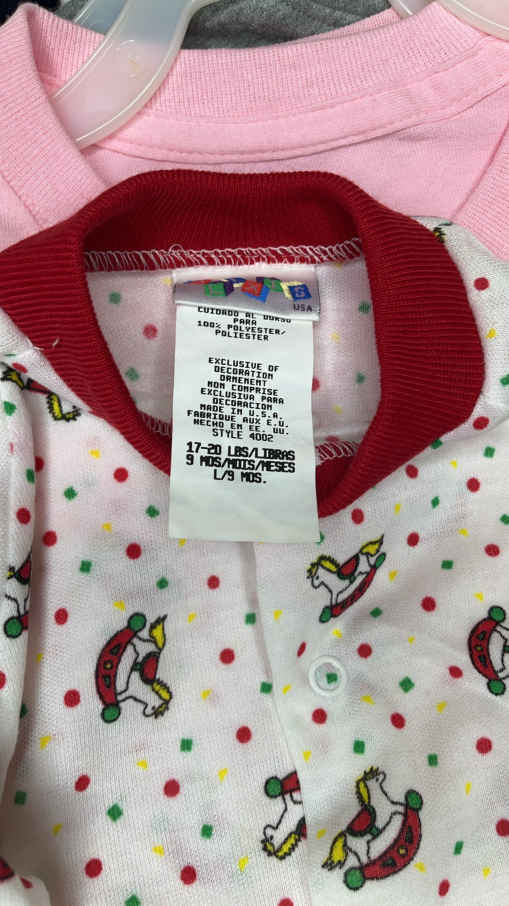 USA
CUIDADO AL DORSO
PARA
100% POLYESTER/
POLIESTER
EXCLUSIVE OF
DECORATION
ORNEMENT
NON COMPRISE
EXCLUSIVA PARA
DECORACION
MADE IN U.S.A.
FABRIQUE AUX E.U.
HECHO EN EE. UU.
STYLE 4002
17-20 LBS/LIBRAS
9 MOS/MOIS/MESES
L/9 MOS.